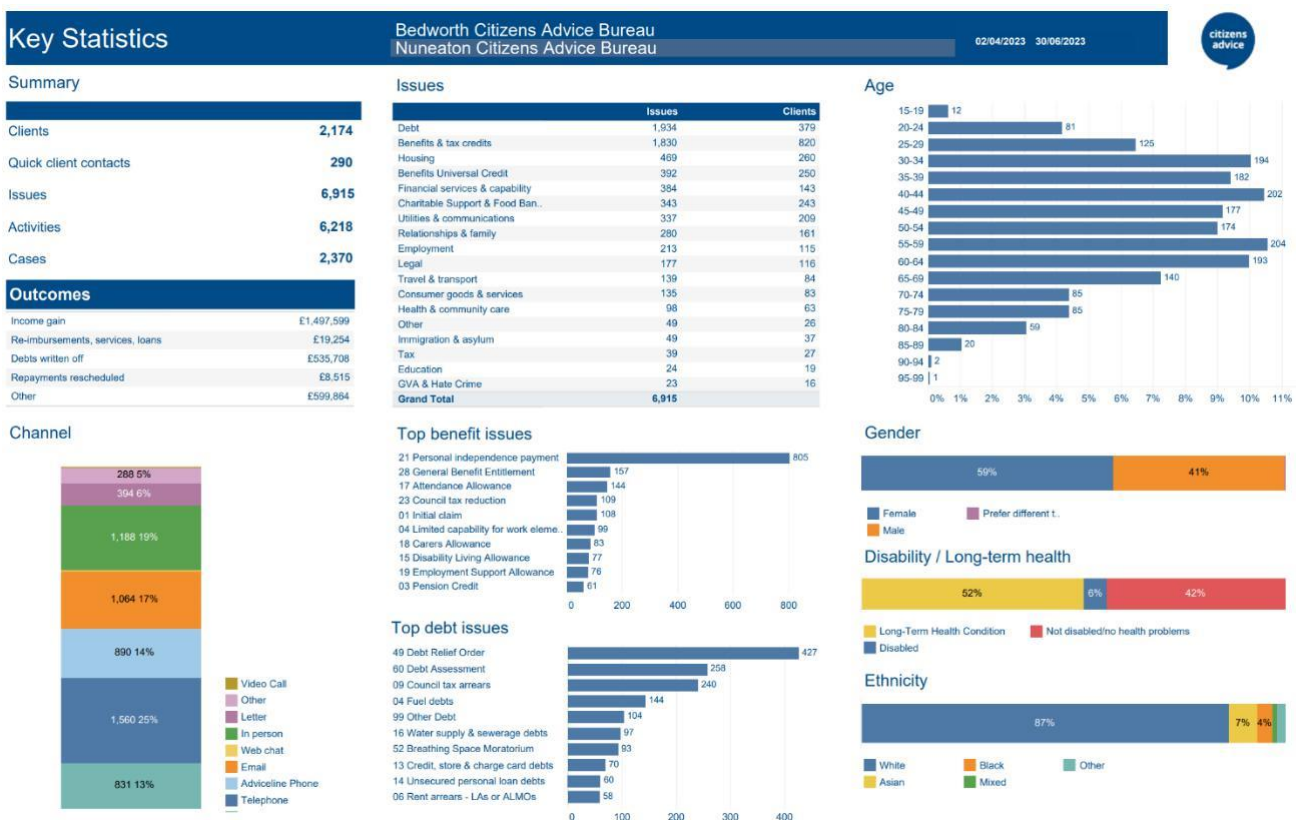 Key Statistics
Bedworth Citizens Advice Bureau
Nuneaton Citizens Advice Bureau
02/04/2023 30/06/2023
citizens
advice
Summary
Clients 2,174
Quick client contacts 290
Issues 6,915
Activities 6,218
Cases 2,370
Outcomes
Income gain £1,497,599
Re-imbursements, services, loans £19,254
Debts written off £535,708
Repayments rescheduled £8,515
Other £599,864
Issues
Issues Clients
Debt 1,934 379
Benefits & tax credits 1,830 820
Housing 469 260
Benefits Universal Credit 392 250
Financial services & capability 384 143
Charitable Support & Food Ban.. 343 243
Utilities & communications 337 209
Relationships & family 280 161
Employment 213 115
Legal 177 116
Travel & transport 139 84
Consumer goods & services 135 83
Health & community care 98 63
Other 49 26
Immigration & asylum 49 37
Tax 39 27
Education 24 19
GVA & Hate Crime 23 16
Grand Total 6,915
Age
15-19 12
20-24 81
25-29 125
30-34 194
35-39 182
40-44 202
45-49 177
50-54 174
55-59 204
60-64 193
65-69 140
70-74 85
75-79 85
80-84 59
85-89 20
90-94 2
95-99 1
0% 1% 2% 3% 4% 5% 6% 7% 8% 9% 10% 11%
Channel
288 5%
394 6%
1,188 19%
1,064 17%
890 14%
1,560 25%
831 13%
Video Call
Other
Letter
In person
Web chat
Email
Adviceline Phone
Telephone
Top benefit issues
21 Personal independence payment 805
28 General Benefit Entitlement 157
17 Attendance Allowance 144
23 Council tax reduction 109
01 Initial claim 108
04 Limited capability for work eleme.. 99
18 Carers Allowance 83
15 Disability Living Allowance 77
19 Employment Support Allowance 76
03 Pension Credit 61
0 200 400 600 800
Top debt issues
49 Debt Relief Order 427
60 Debt Assessment 258
09 Council tax arrears 240
04 Fuel debts 144
99 Other Debt 104
16 Water supply & sewerage debts 97
52 Breathing Space Moratorium 93
13 Credit, store & charge card debts 70
14 Unsecured personal loan debts 60
06 Rent arrears - LAs or ALMOs 58
0 100 200 300 400
Gender
59% 41%
Female Prefer different t..
Male
Disability / Long-term health
52% 6% 42%
Long-Term Health Condition Not disabled/no health problems
Disabled
Ethnicity
87% 7% 4%
White Black Other
Asian Mixed